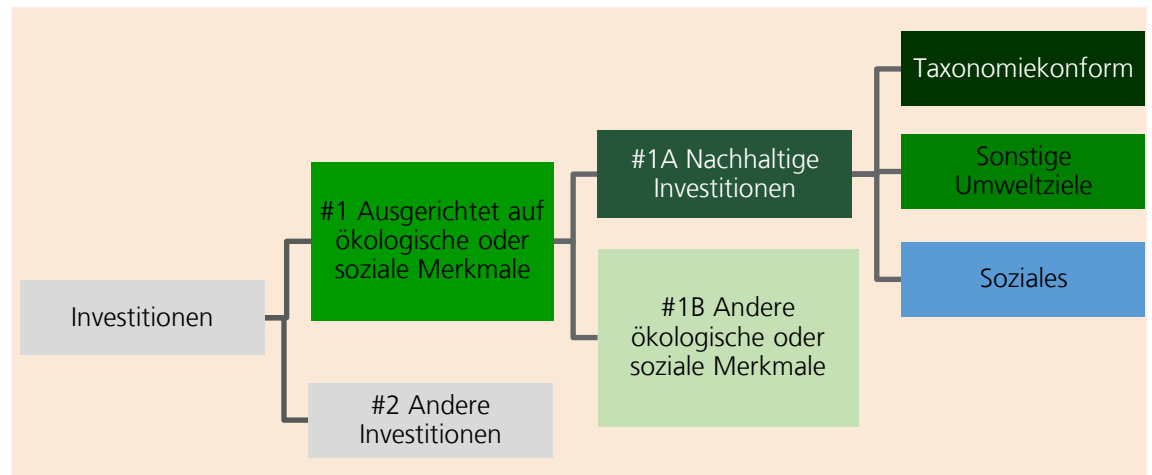 Investitionen
#1 Ausgerichtet auf
ökologische oder
soziale Merkmale
#2 Andere
Investitionen
#1A Nachhaltige
Investitionen
#1B Andere
ökologische oder
soziale Merkmale
Taxonomiekonform
Sonstige
Umweltziele
Soziales